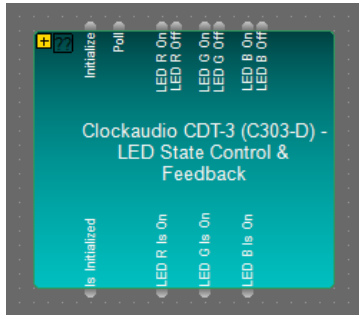 + ??
Initialize
Poll
LED R On
LED R Off
LED G On
LED G Off
LED B On
LED B Off
Clockaudio CDT-3 (C303-D) -
LED State Control &
Feedback
Is Initialized
LED R Is On
LED G Is On
LED B Is On